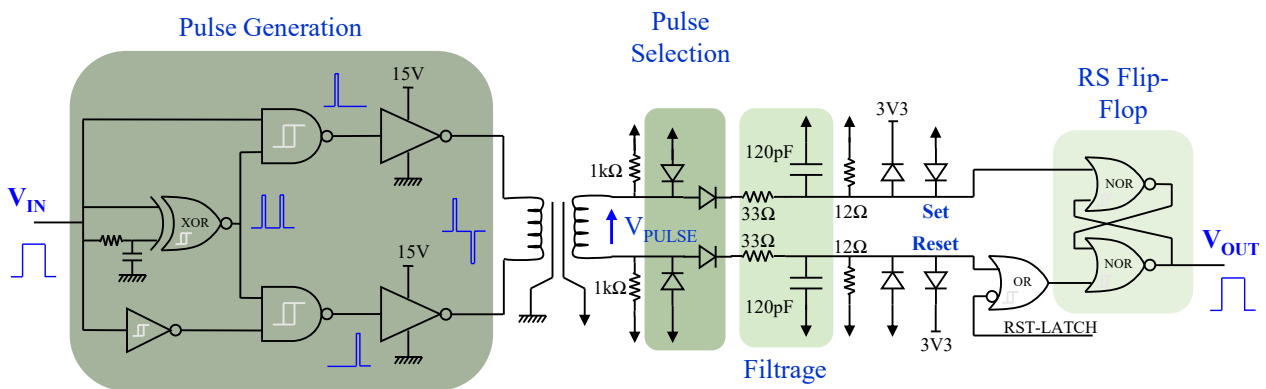 Pulse Generation
Pulse
Selection
RS Flip-
Flop
15V
3V3
120pF
1kΩ
NOR
V_IN
XOR
33Ω
12Ω
Set
V_PULSE
33Ω
12Ω
Reset
V_OUT
15V
NOR
1kΩ
120pF
OR
RST-LATCH
3V3
Filtrage